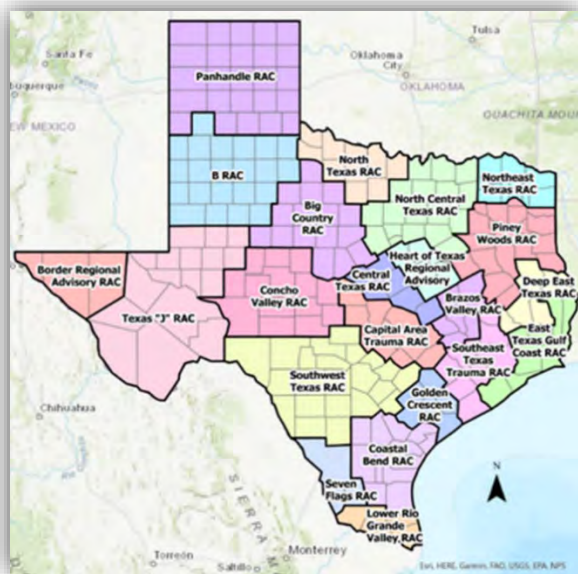 Santa Fe
buquerque
EW MEXICO
Oklahoma
City
OKLAHOMA
Tulsa
OUACHITA MOU
Panhandle RAC
B RAC
North
Texas RAC
North Central
Texas RAC
Northeast
Texas RAC
Big
Country
RAC
Piney
Woods RAC
Border Regional
Advisory RAC
Texas "J" RAC
Concho
Valley RAC
Central
Texas RAC
Heart of Texas
Regional
Advisory
Deep East
Texas RAC
Brazos
Valley RAC
Capital Area
Trauma RAC
East
Texas Gulf
Coast RAC
Southeast
Texas
Trauma RAC
Southwest
Texas RAC
Golden
Crescent
RAC
Coastal
Bend RAC
Seven
Flags RAC
Lower Rio
Grande
Valley RAC
Chihuahua
SIERRA
Torreón
Saltillo
Monterrey
N
Esri, HERE, Garmin, FAO, USGS, EPA, NPS